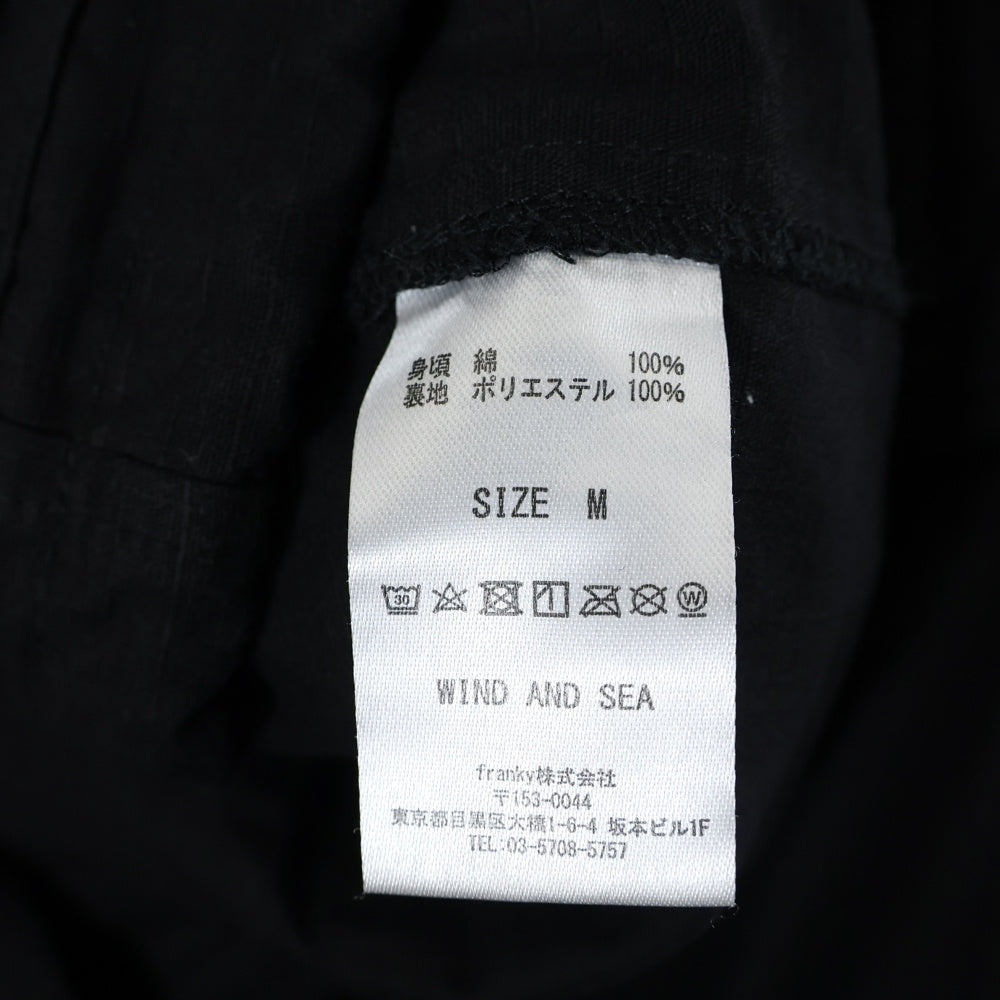 身頃 綿 100%
裏地 ポリエステル 100%
SIZE M
30 W
WIND AND SEA
franky株式会社
〒153-0044
東京都目黒区大橋1-6-4 坂本ビル1F
TEL:03-5708-5757